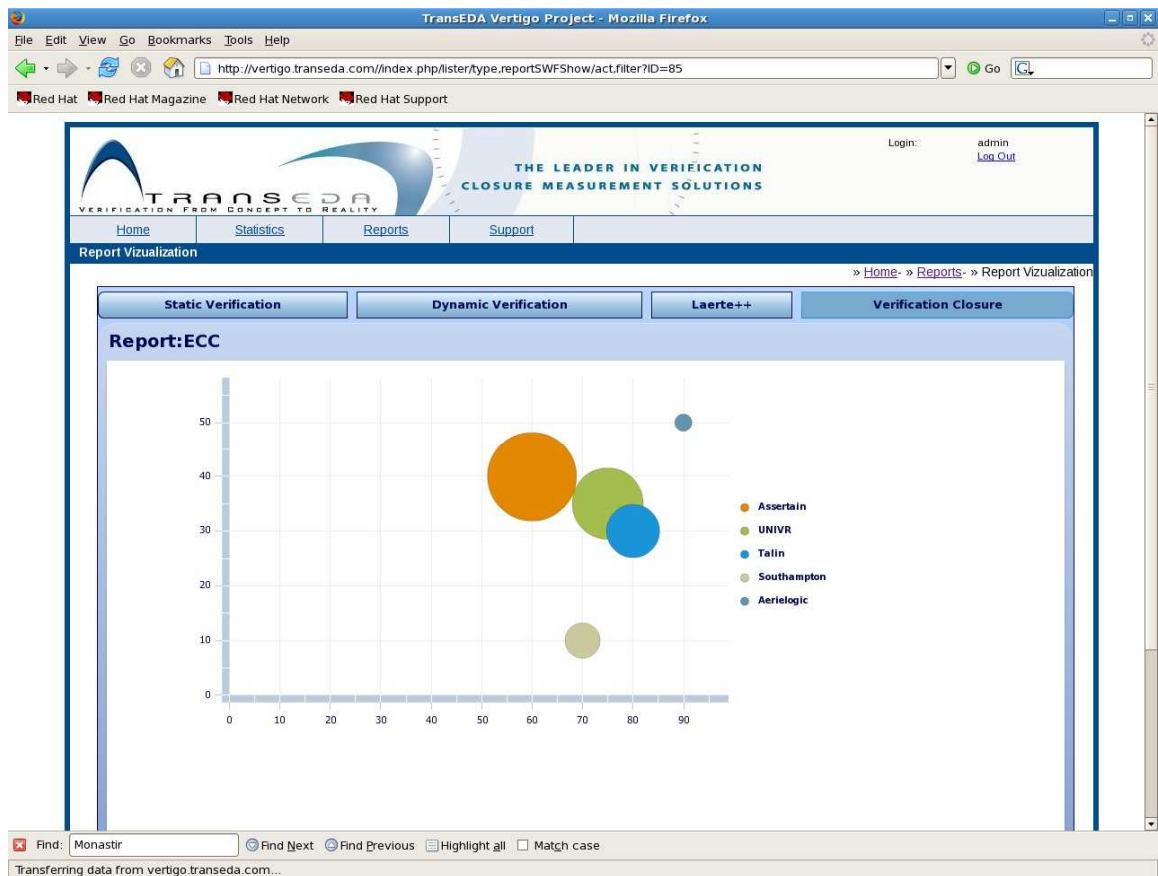 TransEDA Vertigo Project - Mozilla Firefox
File Edit View Go Bookmarks Tools Help
http://vertigo.transeda.com//index.php/lister/type,reportSWFShow/act,filter?ID=85
Go
G
Red Hat Red Hat Magazine Red Hat Network Red Hat Support
TRANSEDA
VERIFICATION FROM CONCEPT TO REALITY
THE LEADER IN VERIFICATION
CLOSURE MEASUREMENT SOLUTIONS
Login: admin
Log Out
Home Statistics Reports Support
Report Vizualization
» Home- » Reports- » Report Vizualization
Static Verification Dynamic Verification Laerte++ Verification Closure
Report:ECC
50
40
30
20
10
0
0 10 20 30 40 50 60 70 80 90
Assertain
UNIVR
Talin
Southampton
Aerielogic
Find: Monastir Find Next Find Previous Highlight all Match case
Transferring data from vertigo.transeda.com...